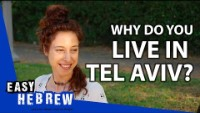 WHY DO YOU
LIVE IN
TEL AVIV?
EASY
HEBREW